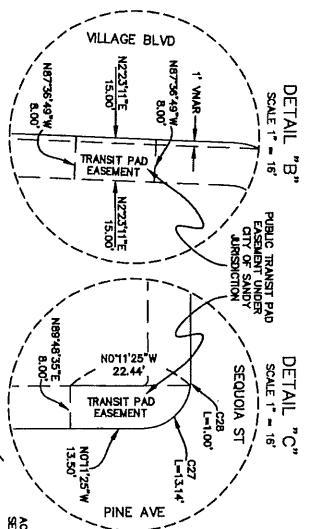 DETAIL "B"
SCALE 1" = 16'
VILLAGE BLVD
1' VNAR
N87°36'49"W
8.00'
N2°23'11"E
15.00'
N87°36'49"W
8.00'
TRANSIT PAD
EASEMENT
N2°23'11"E
15.00'
PUBLIC TRANSIT PAD
EASEMENT UNDER
CITY OF SANDY
JURISDICTION
DETAIL "C"
SCALE 1" = 16'
SEQUOIA ST
C28
L=1.00'
C27
L=13.14'
N0°11'25"W
22.44'
TRANSIT PAD
EASEMENT
N89°48'35"E
8.00'
N0°11'25"W
13.50'
PINE AVE
AC
SE